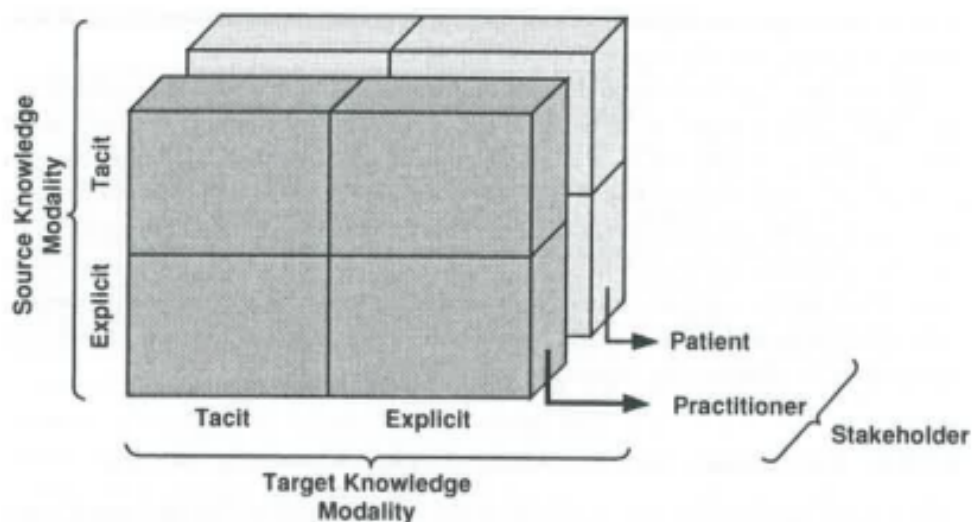 Source Knowledge
Modality
Tacit
Explicit
Tacit
Explicit
Target Knowledge
Modality
Patient
Practitioner
Stakeholder